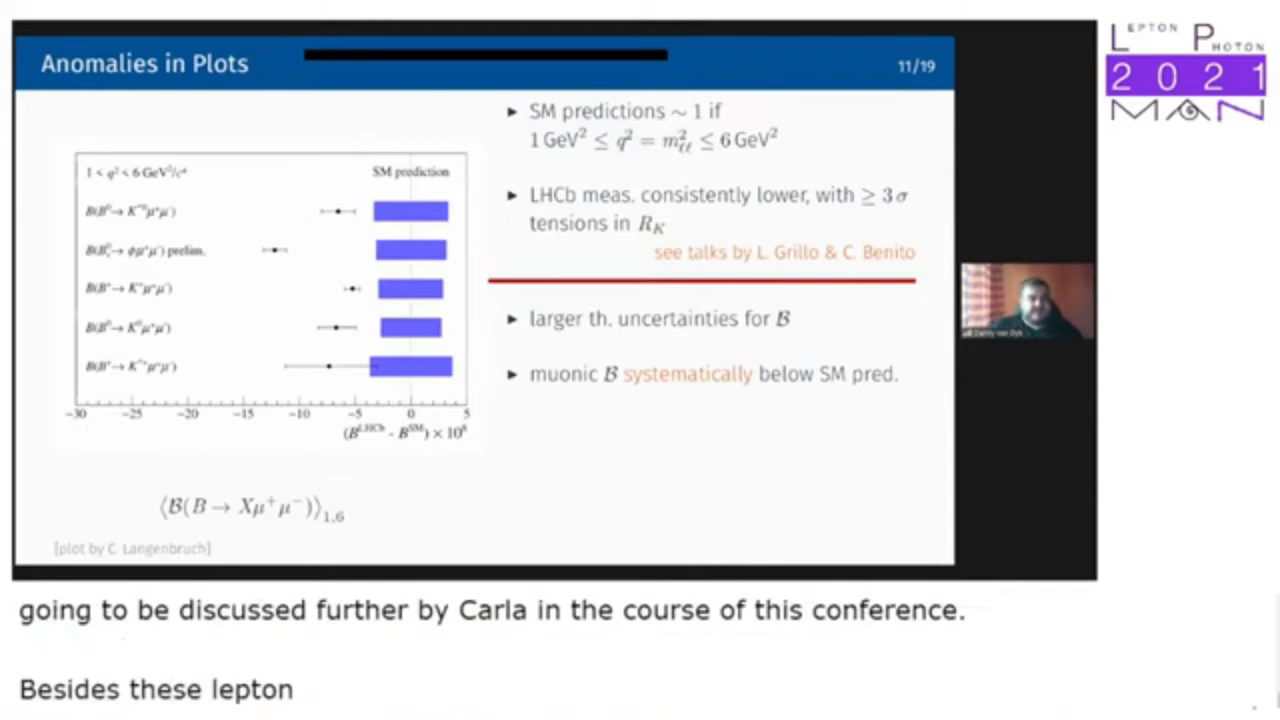 Anomalies in Plots
11/19
LEPTON PHOTON
2021
MAN
▸ SM predictions ∼ 1 if
1 GeV² ≤ q² = m²ℓℓ ≤ 6 GeV²
▸ LHCb meas. consistently lower, with ≥ 3 σ
tensions in R_K
see talks by L. Grillo & C. Benito
▸ larger th. uncertainties for ℬ
▸ muonic ℬ systematically below SM pred.
1 < q² < 6 GeV²/c⁴
SM prediction
B(B⁰→ K*⁰μ⁺μ⁻)
B(B⁰s→ φμ⁺μ⁻) prelim.
B(B⁺→ K⁺μ⁺μ⁻)
B(B⁰→ K⁰μ⁺μ⁻)
B(B⁺→ K*⁺μ⁺μ⁻)
−30 −25 −20 −15 −10 −5 0 5
(B^LHCb - B^SM) × 10⁸
⟨ℬ(B → Xμ⁺μ⁻)⟩₁,₆
[plot by C. Langenbruch]
Danny van Dyk
going to be discussed further by Carla in the course of this conference.
Besides these lepton